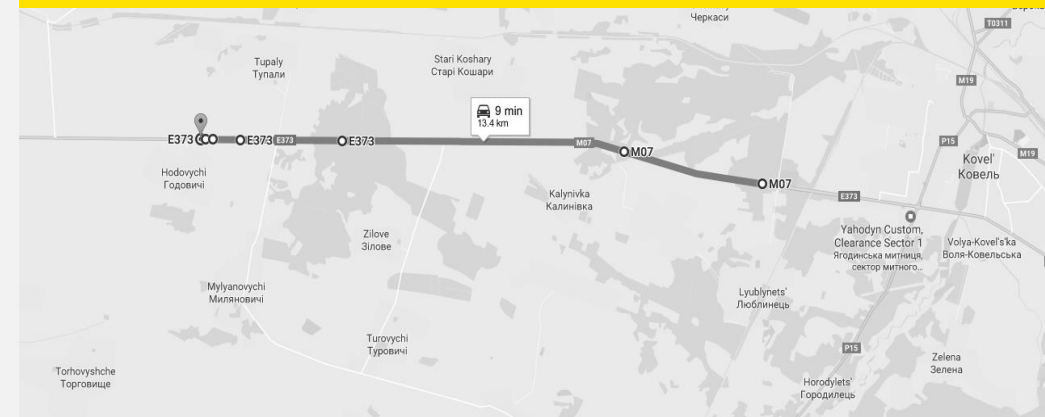 Черкаси
T0311
Tupaly
Тупали
Stari Koshary
Старі Кошари
M19
9 min
13.4 km
E373
E373
E373
E373
M07
M07
P15
M19
Kovel'
Ковель
Hodovychi
Годовичі
M07
Kalynivka
Калинівка
E373
Zilove
Зілове
Yahodyn Custom,
Clearance Sector 1
Ягодинська митниця,
сектор митного...
Volya-Kovel's'ka
Воля-Ковельська
Mylyanovychi
Миляновичі
Lyublynets'
Люблинець
Turovychi
Туровичі
P15
Torhovyshche
Торговище
Zelena
Зелена
Horodylets'
Городилець